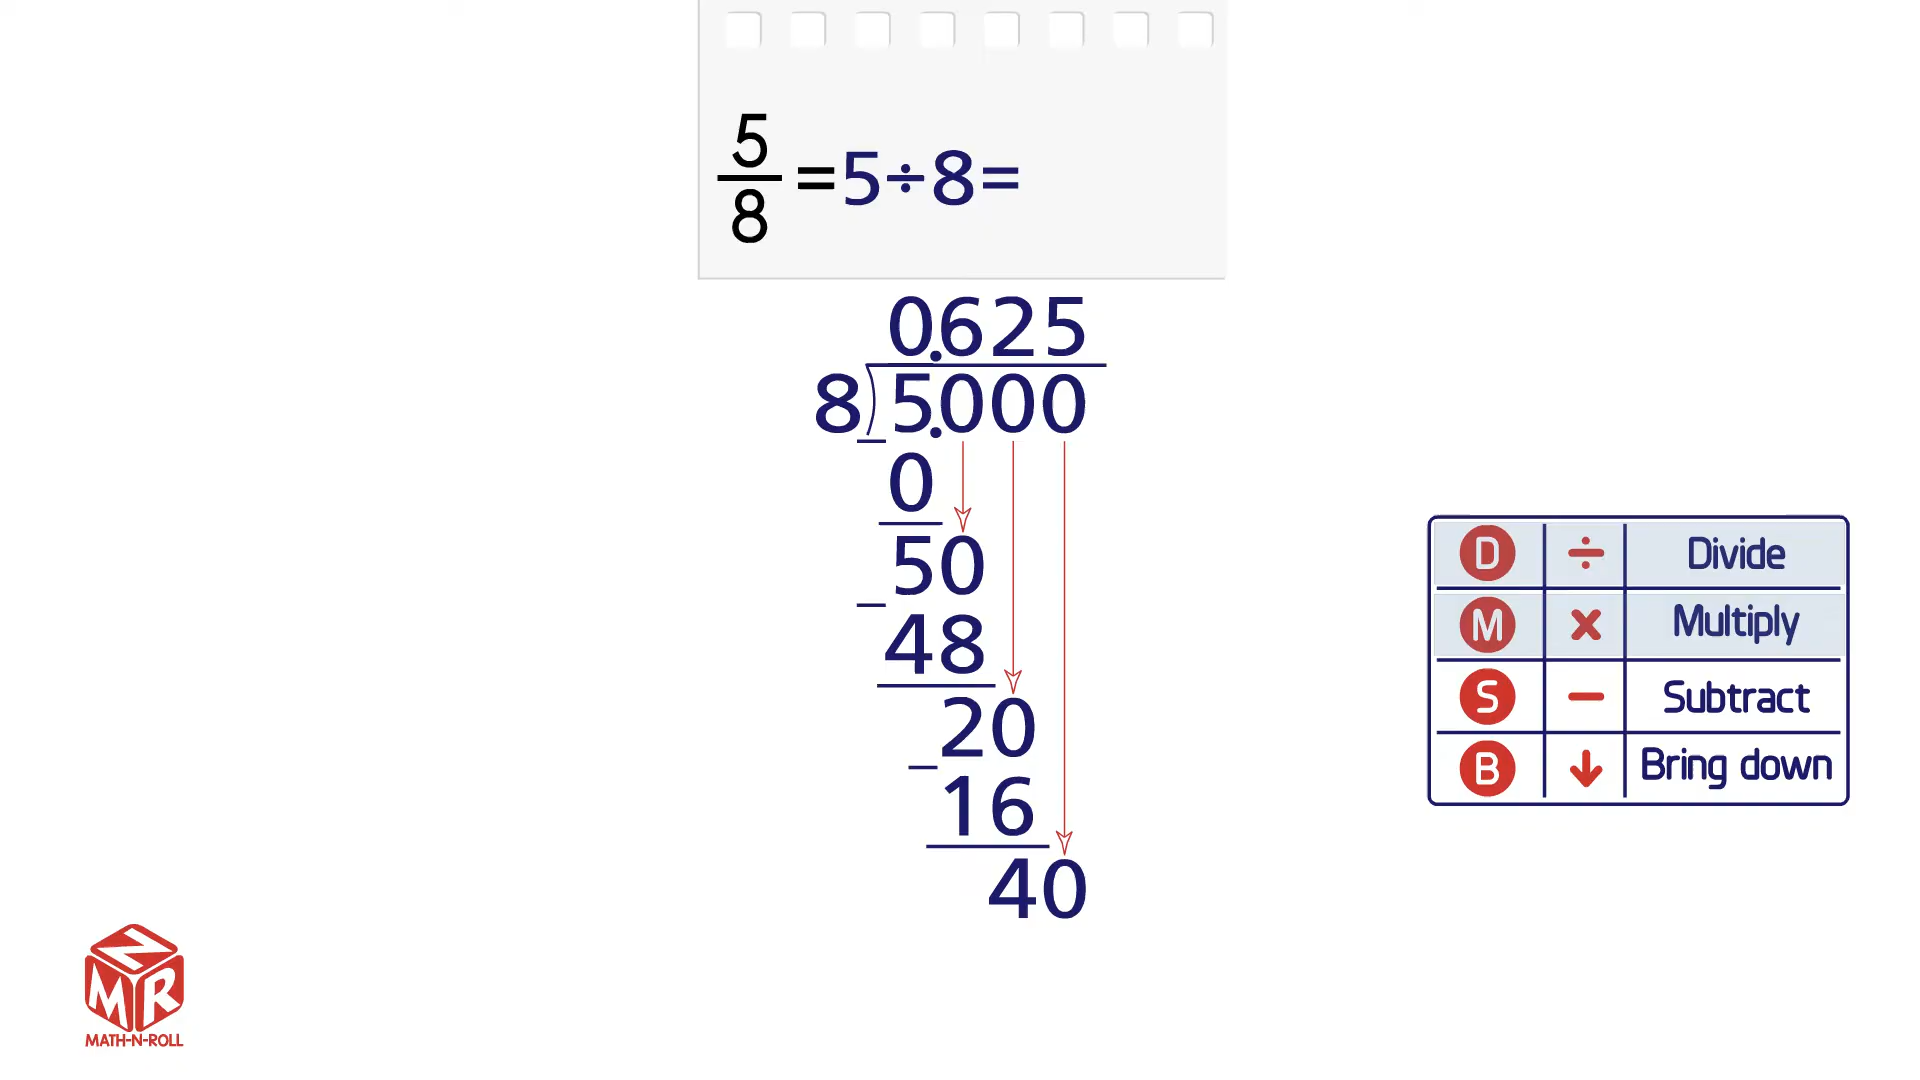 5/8 = 5÷8=
0.625
8)5.000
– 0
50
– 48
20
– 16
40
D ÷ Divide
M × Multiply
S – Subtract
B ↓ Bring down
N M R
MATH-N-ROLL